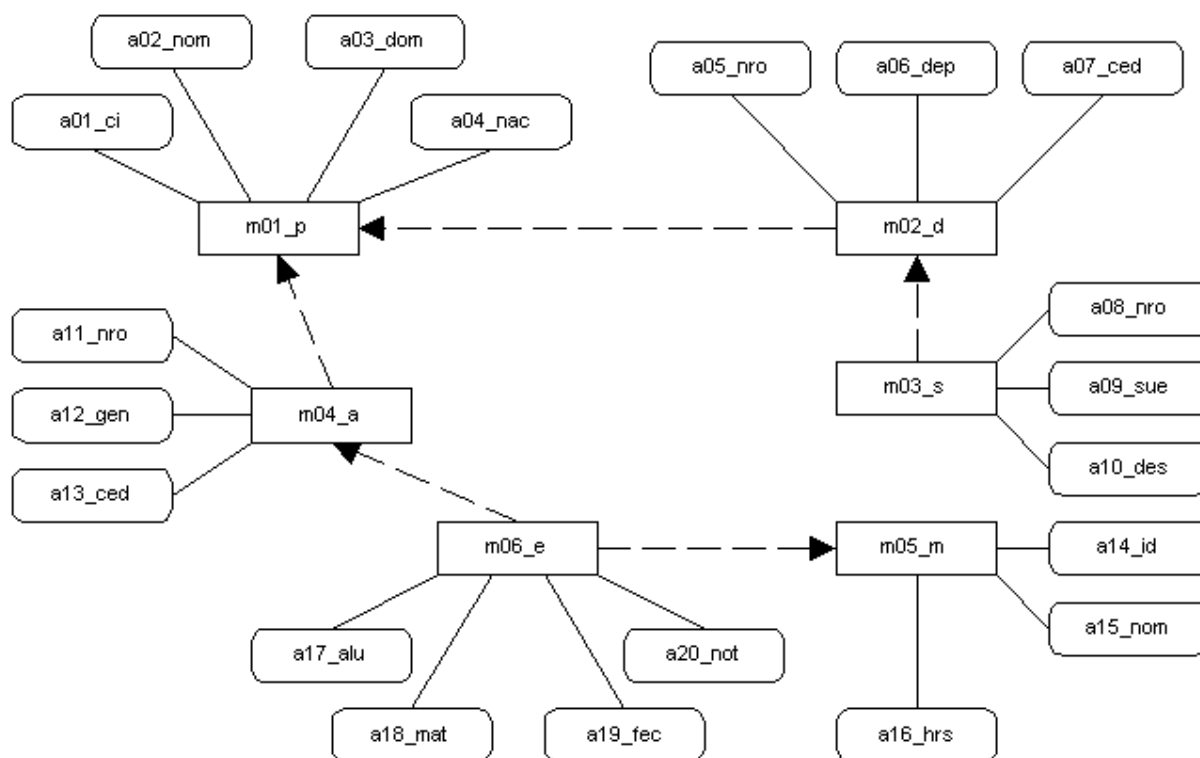 a02_nom
a03_dom
a05_nro
a06_dep
a07_ced
a01_ci
a04_nac
m01_p
m02_d
a11_nro
a08_nro
a12_gen
m04_a
m03_s
a09_sue
a13_ced
a10_des
m06_e
m05_m
a14_id
a17_alu
a20_not
a15_nom
a18_mat
a19_fec
a16_hrs